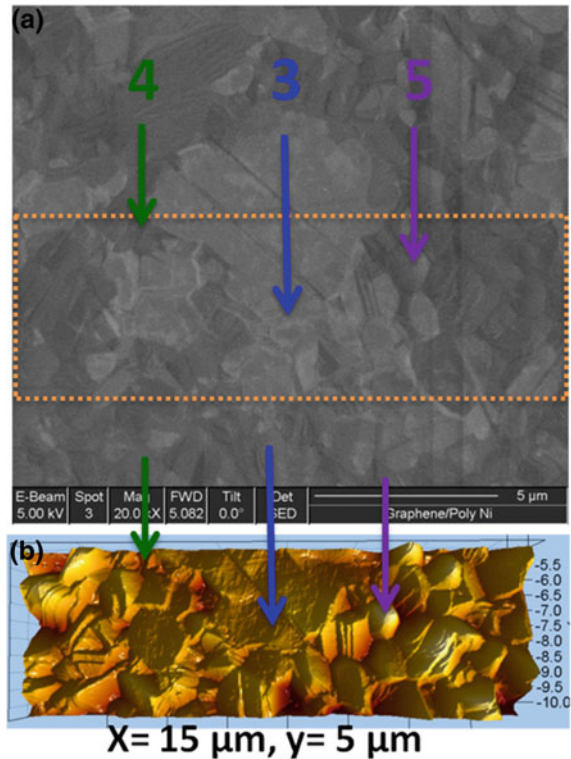 (a)
4 3 5
E-Beam Spot Mag FWD Tilt Det 5 µm
5.00 kV 3 20.0 kX 5.082 0.0° SED Graphene/Poly Ni
(b)
-5.5
-6.0
-6.5
-7.0
-7.5
-8.0
-8.5
-9.0
-9.5
-10.0
X= 15 µm, y= 5 µm